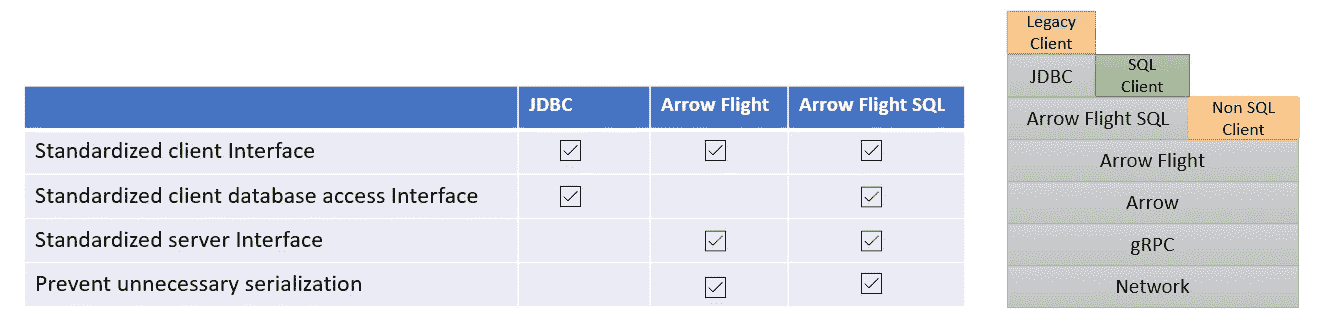 JDBC Arrow Flight Arrow Flight SQL
Standardized client Interface
Standardized client database access Interface
Standardized server Interface
Prevent unnecessary serialization
Legacy
Client
JDBC
SQL
Client
Arrow Flight SQL
Non SQL
Client
Arrow Flight
Arrow
gRPC
Network